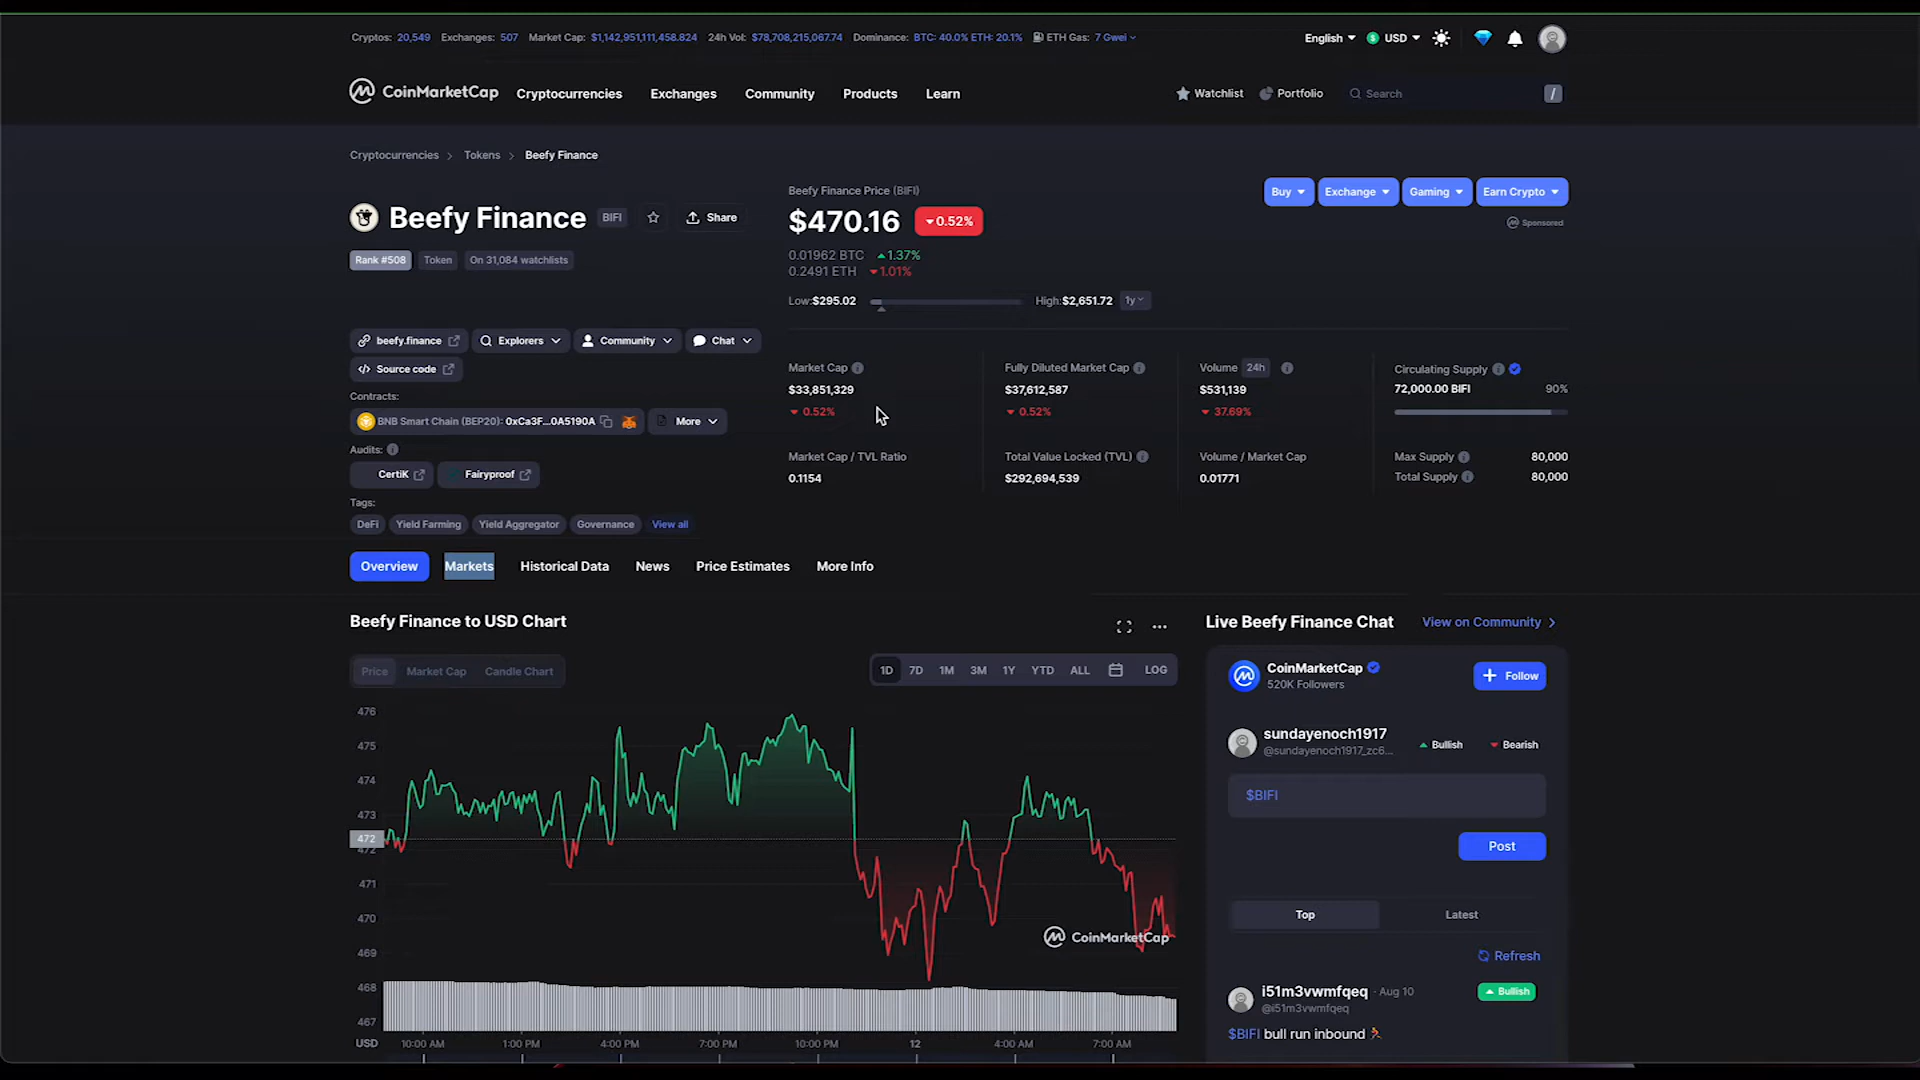 Cryptos: 20,549 Exchanges: 507 Market Cap: $1,142,951,111,458.824 24h Vol: $78,708,215,067.74 Dominance: BTC: 40.0% ETH: 20.1% ETH Gas: 7 Gwei
English USD
CoinMarketCap Cryptocurrencies Exchanges Community Products Learn
Watchlist Portfolio Search /
Cryptocurrencies > Tokens > Beefy Finance
Beefy Finance BIFI Share
Rank #508 Token On 31,084 watchlists
beefy.finance Explorers Community Chat
Source code
Contracts:
BNB Smart Chain (BEP20): 0xCa3F...0A5190A More
Audits:
CertiK Fairyproof
Tags:
DeFi Yield Farming Yield Aggregator Governance View all
Beefy Finance Price (BIFI)
$470.16 0.52%
0.01962 BTC 1.37%
0.2491 ETH 1.01%
Low:$295.02 High:$2,651.72 1y
Buy Exchange Gaming Earn Crypto
Sponsored
Market Cap
$33,851,329
0.52%
Fully Diluted Market Cap
$37,612,587
0.52%
Volume 24h
$531,139
37.69%
Circulating Supply
72,000.00 BIFI 90%
Market Cap / TVL Ratio
0.1154
Total Value Locked (TVL)
$292,694,539
Volume / Market Cap
0.01771
Max Supply 80,000
Total Supply 80,000
Overview Markets Historical Data News Price Estimates More Info
Beefy Finance to USD Chart
Price Market Cap Candle Chart
1D 7D 1M 3M 1Y YTD ALL LOG
476
475
474
473
472
472
471
470
469
468
467
CoinMarketCap
USD 10:00 AM 1:00 PM 4:00 PM 7:00 PM 10:00 PM 12 4:00 AM 7:00 AM
Live Beefy Finance Chat View on Community
CoinMarketCap
520K Followers
Follow
sundayenoch1917
@sundayenoch1917_zc6...
Bullish Bearish
$BIFI
Post
Top Latest
Refresh
i51m3vwmfqeq · Aug 10 Bullish
@i51m3vwmfqeq
$BIFI bull run inbound